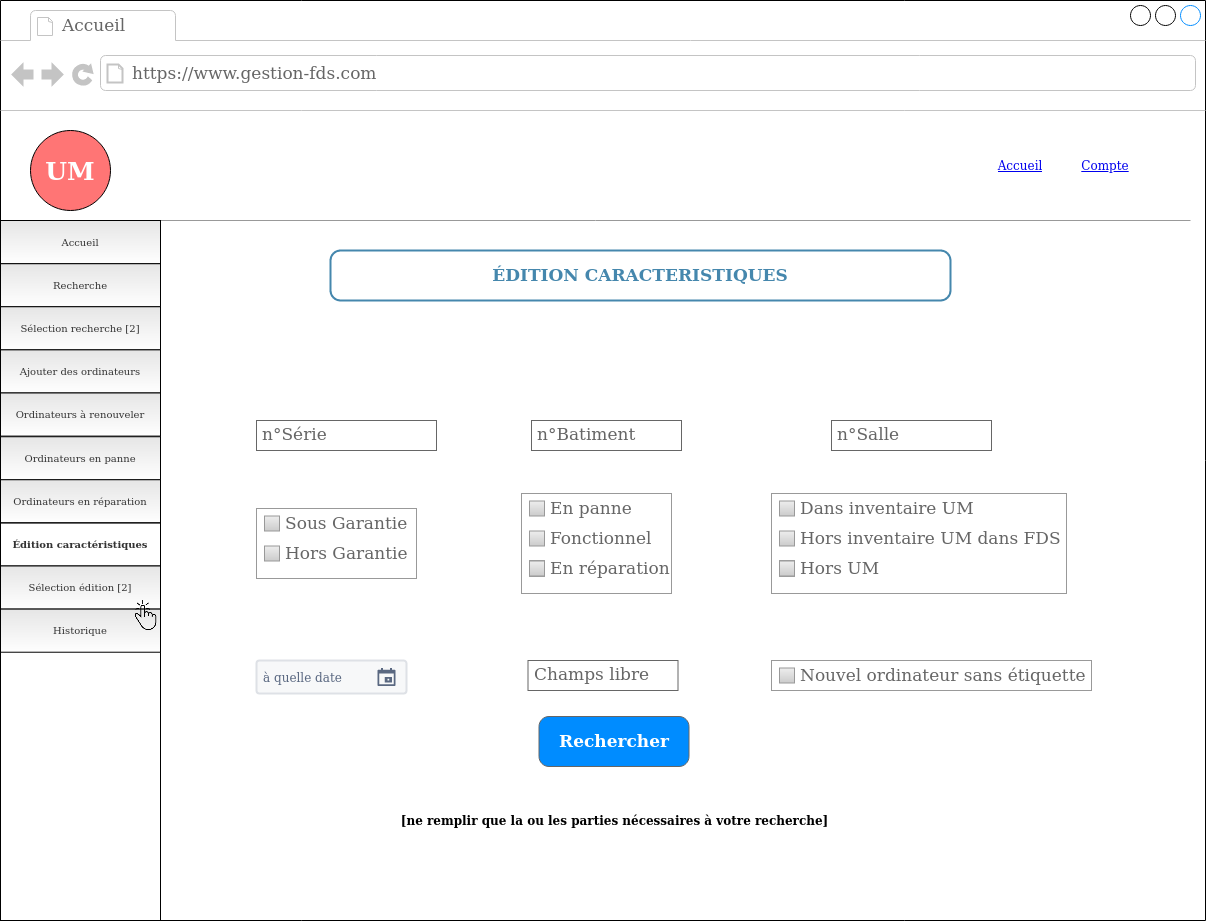 Accueil
https://www.gestion-fds.com
UM
Accueil
Compte
Accueil
Recherche
Sélection recherche [2]
Ajouter des ordinateurs
Ordinateurs à renouveler
Ordinateurs en panne
Ordinateurs en réparation
Édition caractéristiques
Sélection édition [2]
Historique
ÉDITION CARACTERISTIQUES
n°Série
n°Batiment
n°Salle
Sous Garantie
Hors Garantie
En panne
Fonctionnel
En réparation
Dans inventaire UM
Hors inventaire UM dans FDS
Hors UM
à quelle date
Champs libre
Nouvel ordinateur sans étiquette
Rechercher
[ne remplir que la ou les parties nécessaires à votre recherche]